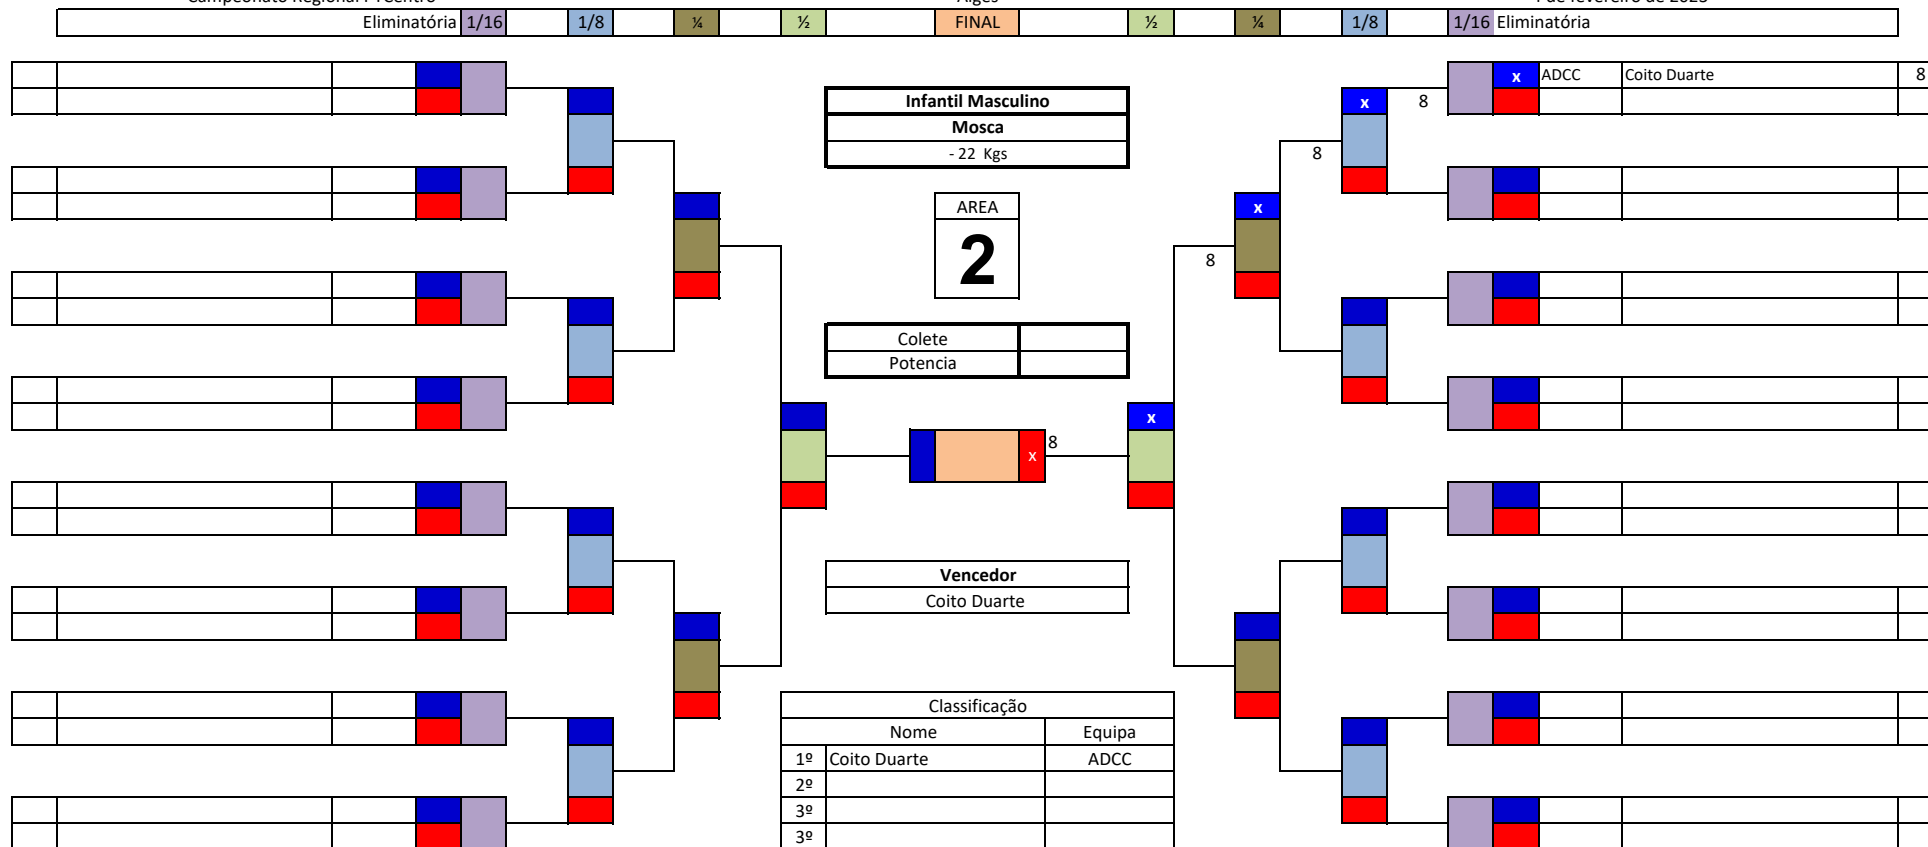 Eliminatória 1/16 1/8 ¼ ½ FINAL ½ ¼ 1/8 1/16 Eliminatória
x ADCC Coito Duarte 8
Infantil Masculino x 8
Mosca
- 22 Kgs 8
AREA x
2 8
Colete
Potencia
x
x 8
Vencedor
Coito Duarte
Classificação
Nome Equipa
1º Coito Duarte ADCC
2º
3º
3º